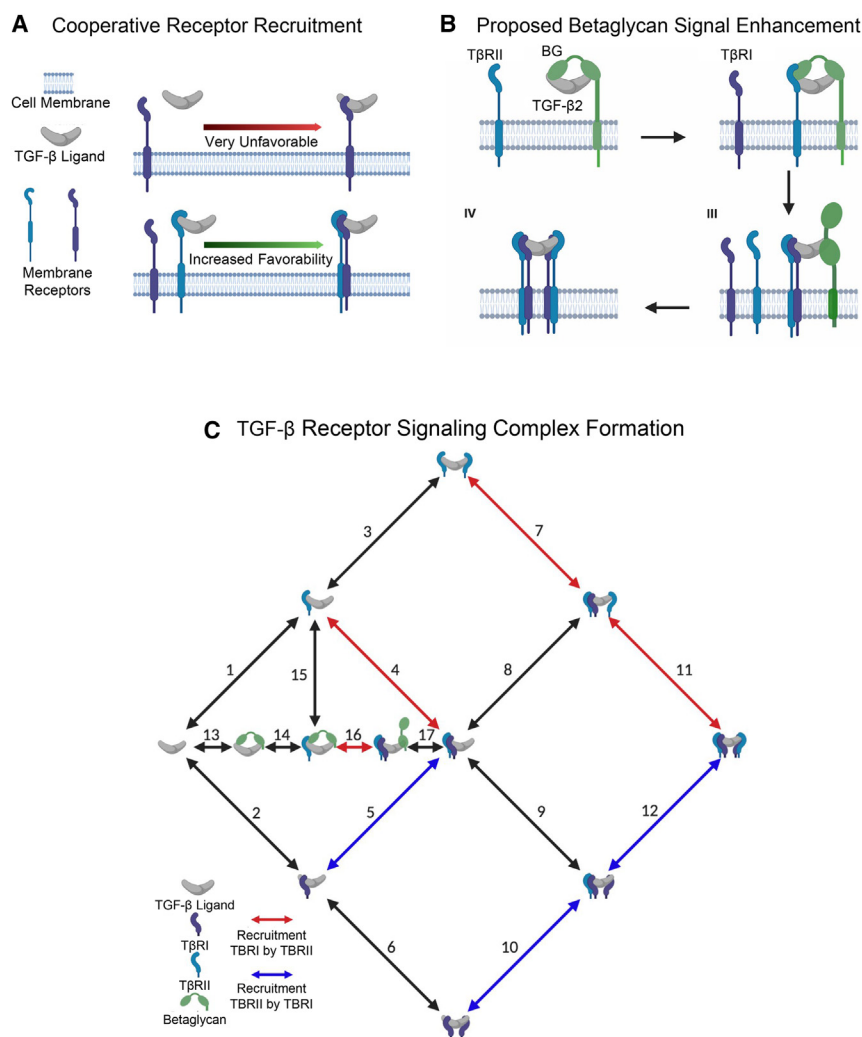 A Cooperative Receptor Recruitment
Cell Membrane
TGF-β Ligand
Membrane
Receptors
Very Unfavorable
Increased Favorability
B Proposed Betaglycan Signal Enhancement
TβRII
BG
TGF-β2
TβRI
IV
III
C TGF-β Receptor Signaling Complex Formation
3
7
1
15
4
8
11
13
14
16
17
2
5
9
12
6
10
TGF-β Ligand
TβRI
TβRII
Betaglycan
Recruitment
TBRI by TBRII
Recruitment
TBRII by TBRI